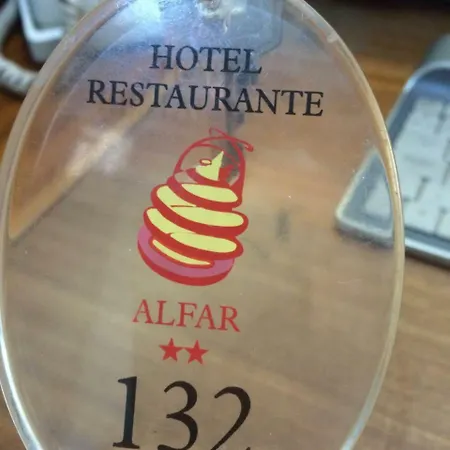 HOTEL
RESTAURANTE
ALFAR
★★
132